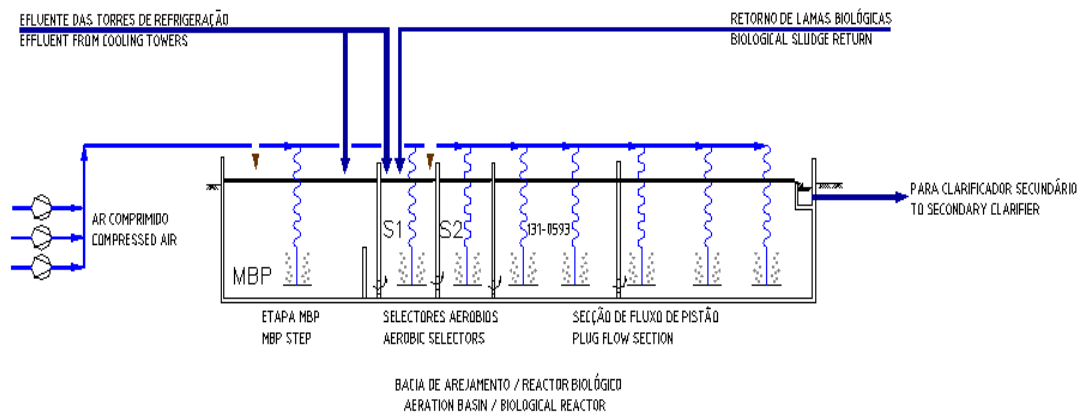 EFLUENTE DAS TORRES DE REFRIGERAÇÃO
EFFLUENT FROM COOLING TOWERS
RETORNO DE LAMAS BIOLÓGICAS
BIOLOGICAL SLUDGE RETURN
PARA CLARIFICADOR SECUNDÁRIO
TO SECONDARY CLARIFIER
AR COMPRIMIDO
COMPRESSED AIR
S1
S2
131-0593
MBP
ETAPA MBP
MBP STEP
SELECTORES AEROBIOS
AEROBIC SELECTORS
SECÇÃO DE FLUXO DE PISTÃO
PLUG FLOW SECTION
BACIA DE AREJAMENTO / REACTOR BIOLÓGICO
AERATION BASIN / BIOLOGICAL REACTOR